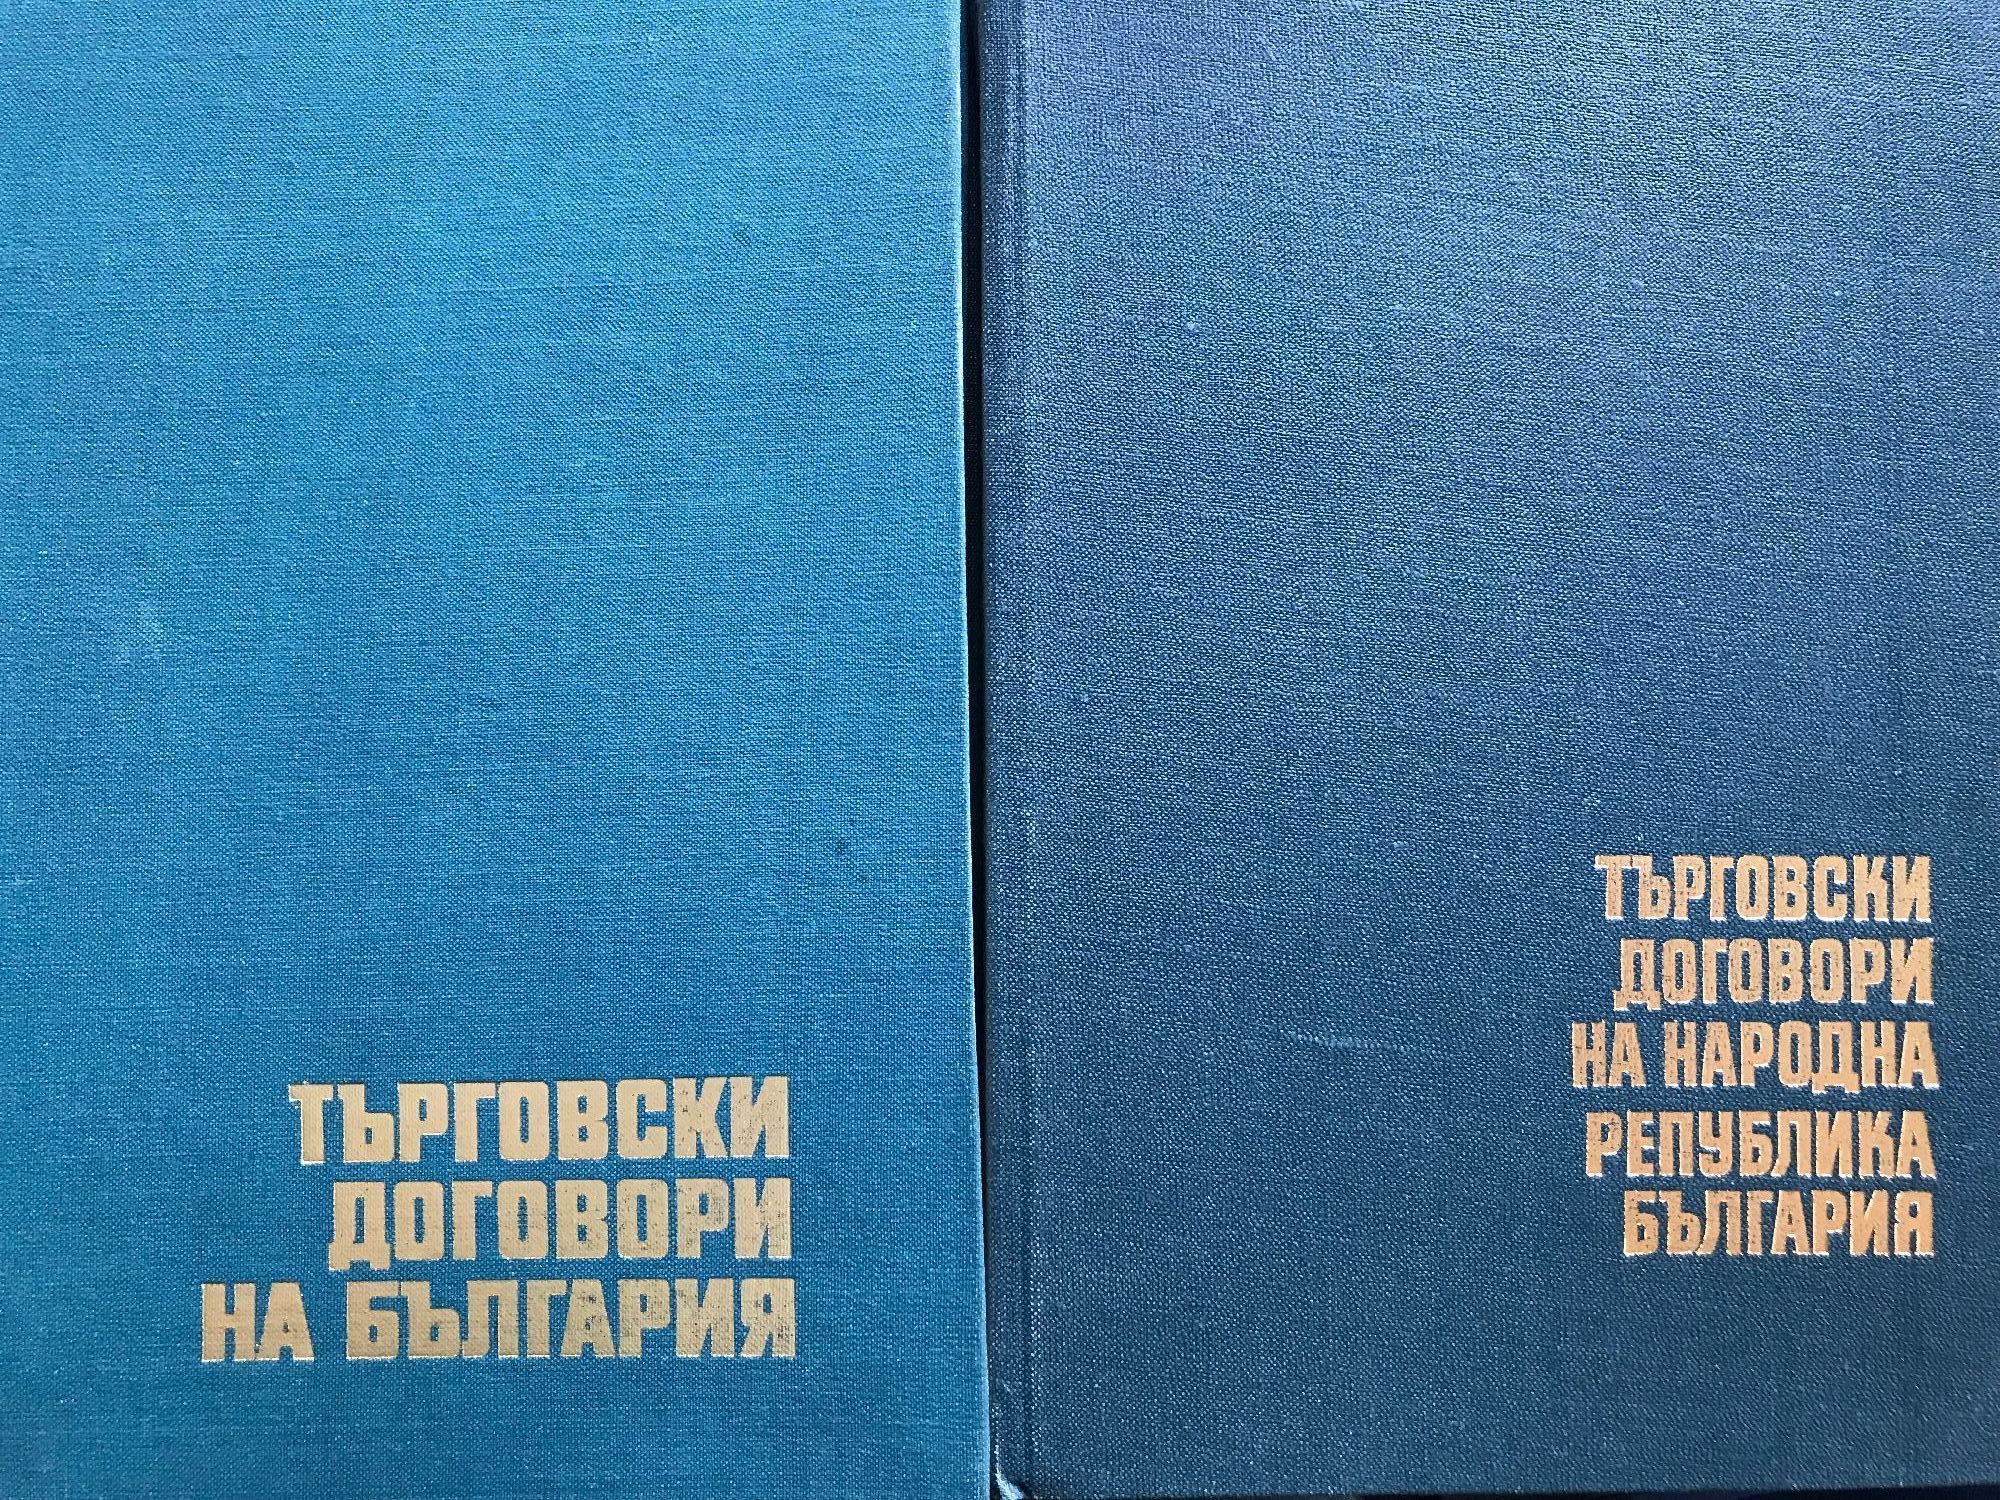 ТЪРГОВСКИ
ДОГОВОРИ
НА БЪЛГАРИЯ
ТЪРГОВСКИ
ДОГОВОРИ
НА НАРОДНА
РЕПУБЛИКА
БЪЛГАРИЯ